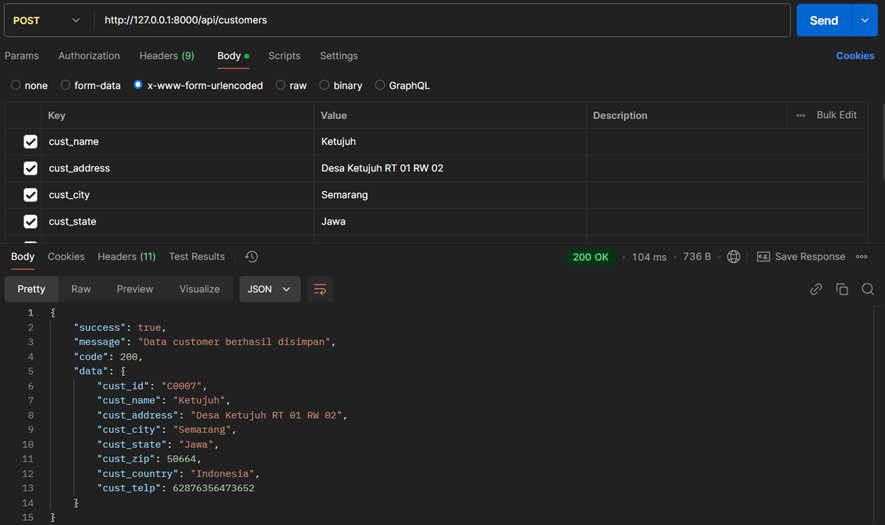 POST http://127.0.0.1:8000/api/customers Send
Params Authorization Headers (9) Body Scripts Settings Cookies
none form-data x-www-form-urlencoded raw binary GraphQL
Key Value Description Bulk Edit
cust_name Ketujuh
cust_address Desa Ketujuh RT 01 RW 02
cust_city Semarang
cust_state Jawa
Body Cookies Headers (11) Test Results 200 OK 104 ms 736 B e.g. Save Response
Pretty Raw Preview Visualize JSON
1 {
2 "success": true,
3 "message": "Data customer berhasil disimpan",
4 "code": 200,
5 "data": {
6 "cust_id": "C0007",
7 "cust_name": "Ketujuh",
8 "cust_address": "Desa Ketujuh RT 01 RW 02",
9 "cust_city": "Semarang",
10 "cust_state": "Jawa",
11 "cust_zip": 50664,
12 "cust_country": "Indonesia",
13 "cust_telp": 62876356473652
14 }
15 }